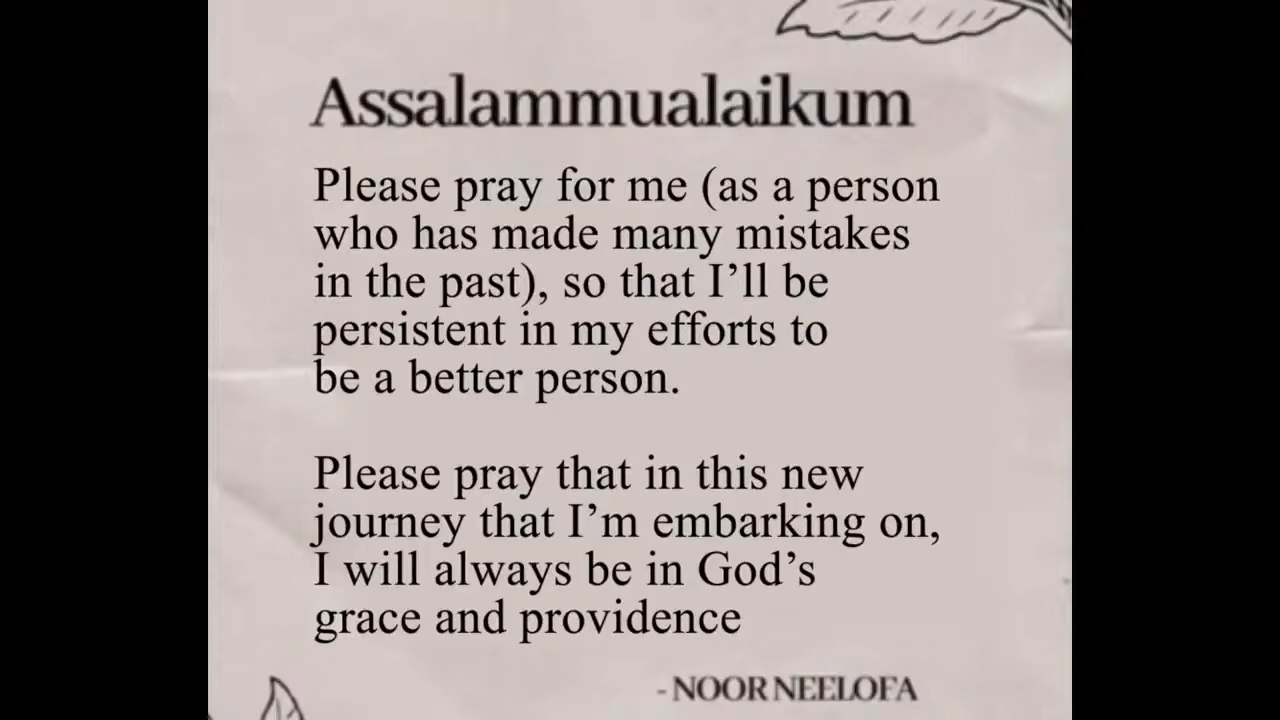 Assalammualaikum
Please pray for me (as a person
who has made many mistakes
in the past), so that I’ll be
persistent in my efforts to
be a better person.
Please pray that in this new
journey that I’m embarking on,
I will always be in God’s
grace and providence
- NOOR NEELOFA